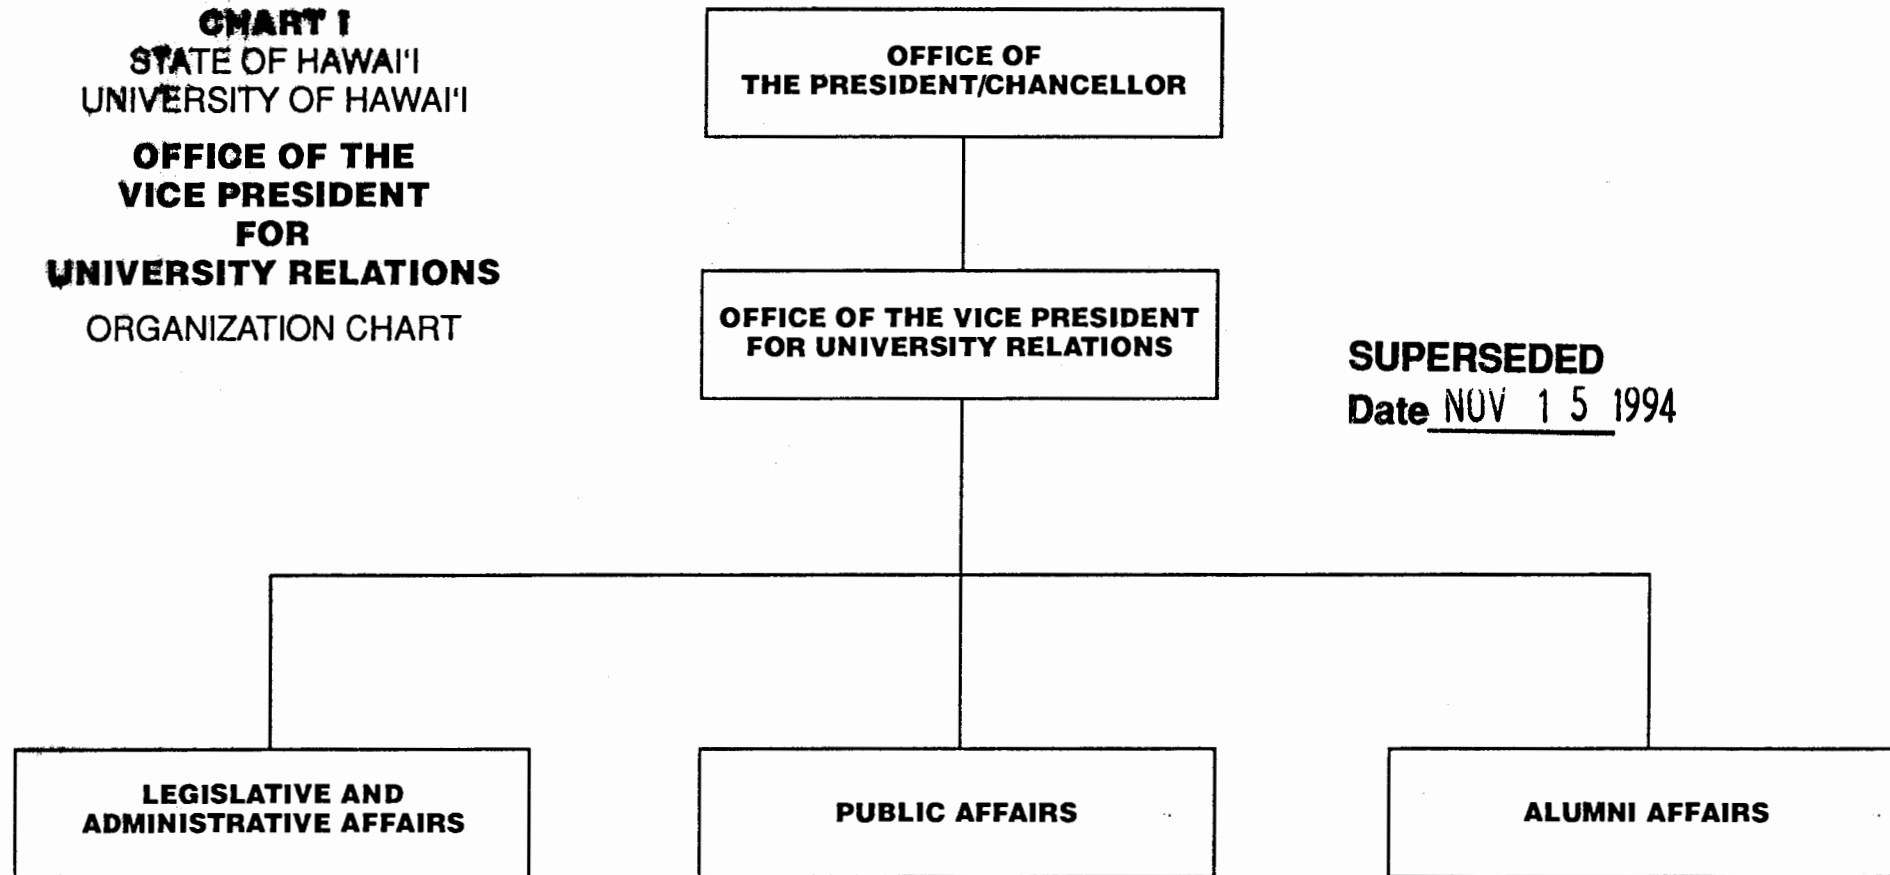 CHART I
STATE OF HAWAI‘I
UNIVERSITY OF HAWAI‘I
OFFICE OF THE
VICE PRESIDENT
FOR
UNIVERSITY RELATIONS
ORGANIZATION CHART
OFFICE OF
THE PRESIDENT/CHANCELLOR
OFFICE OF THE VICE PRESIDENT
FOR UNIVERSITY RELATIONS
SUPERSEDED
Date NOV 15 1994
LEGISLATIVE AND
ADMINISTRATIVE AFFAIRS
PUBLIC AFFAIRS
ALUMNI AFFAIRS